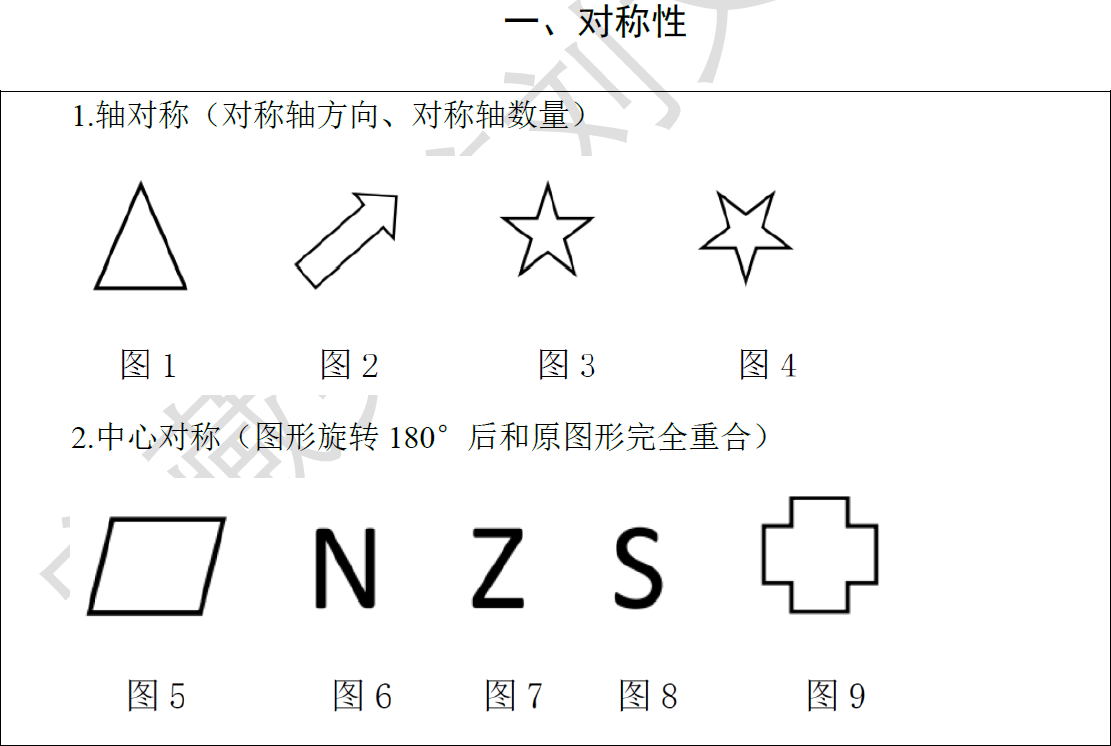 一、对称性
1.轴对称（对称轴方向、对称轴数量）
图 1 图 2 图 3 图 4
2.中心对称（图形旋转 180°后和原图形完全重合）
N Z S
图 5 图 6 图 7 图 8 图 9